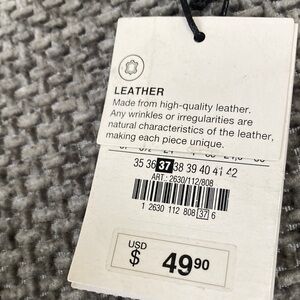 LEATHER
Made from high-quality leather.
Any wrinkles or irregularities are
natural characteristics of the leather,
making each piece unique.
35 36 37 38 39 40 41 42
ART.: 2630/112/808
1 2630 112 808 37 6
USD
$ 49.90